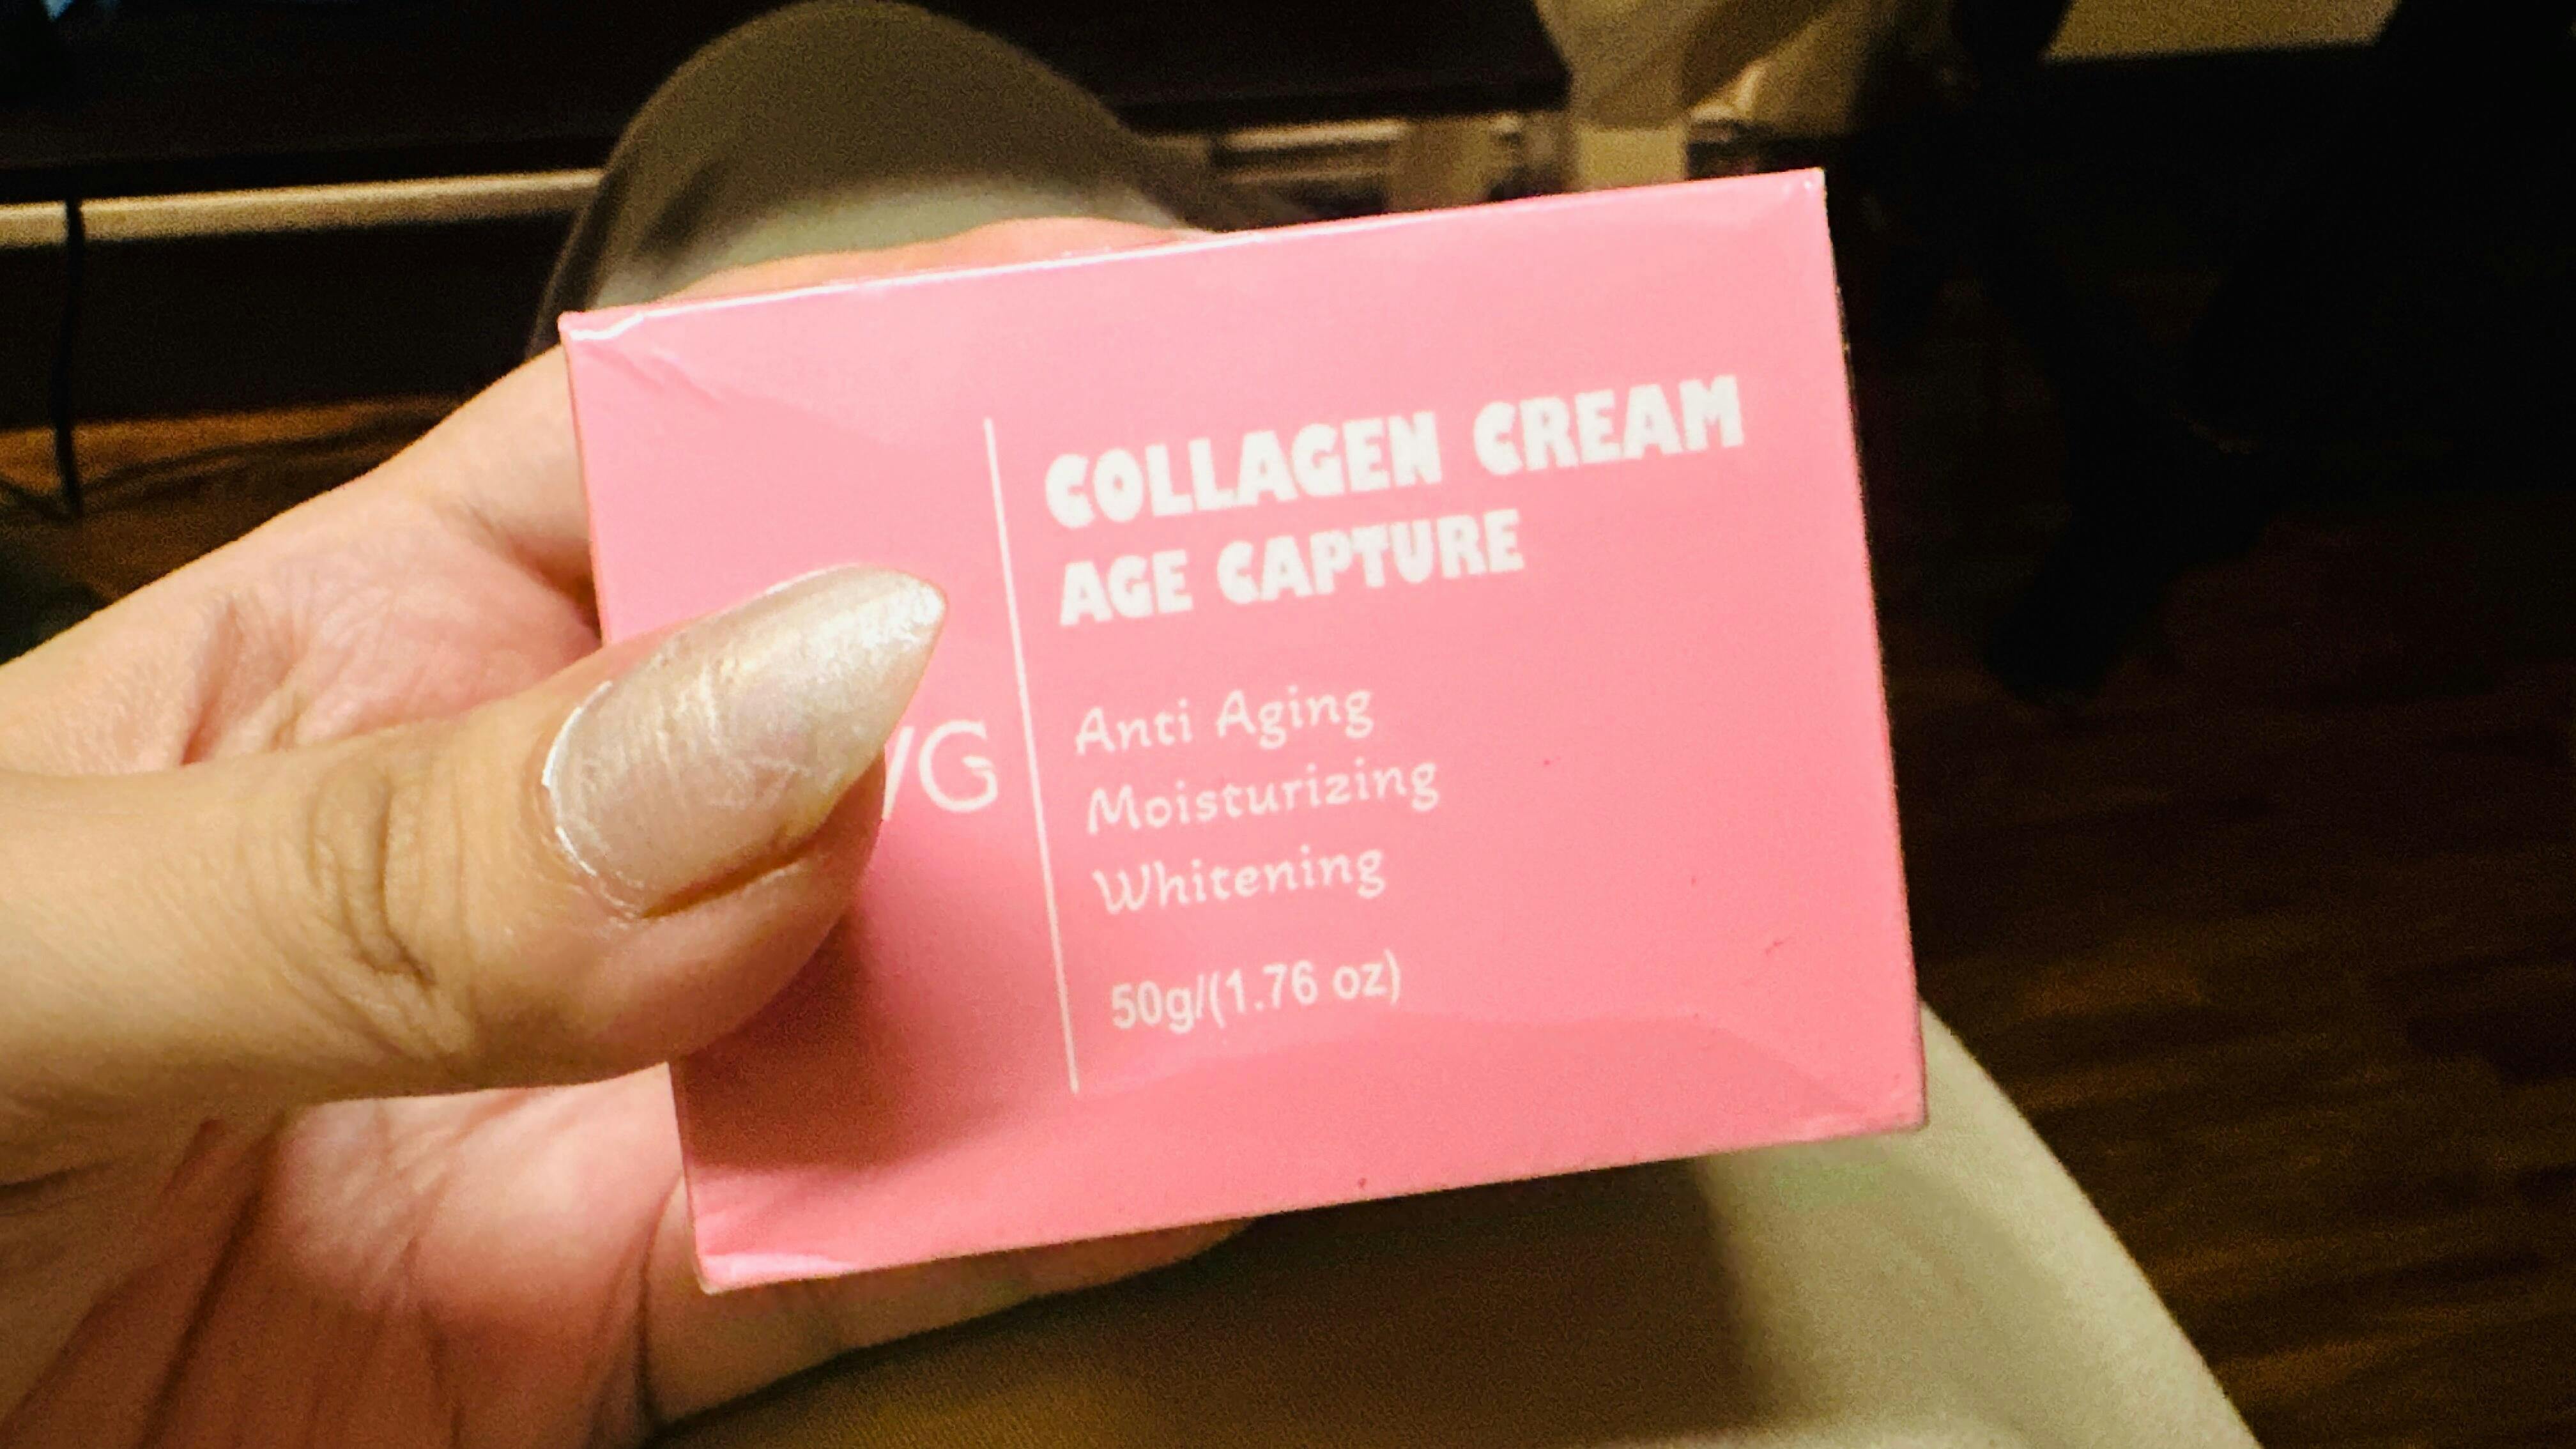 COLLAGEN CREAM
AGE CAPTURE
Anti Aging
Moisturizing
Whitening
50g/(1.76 oz)